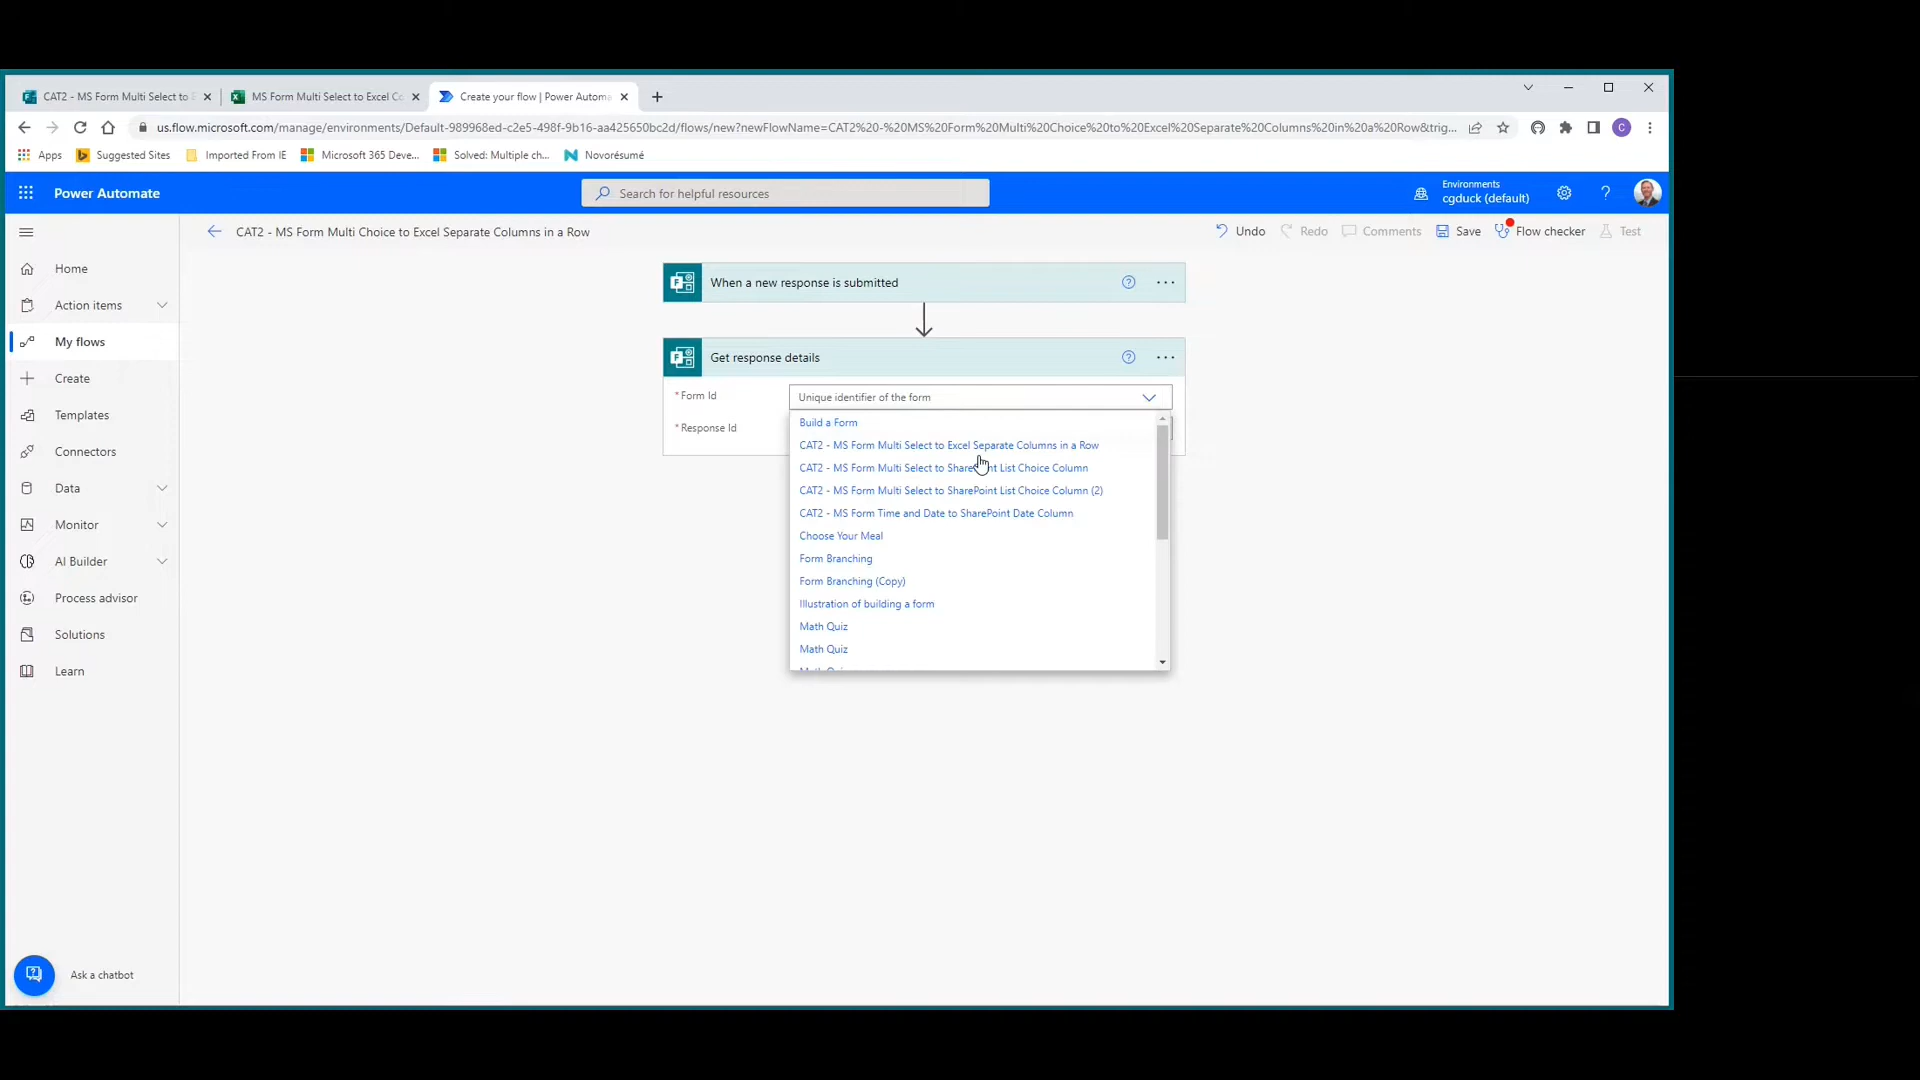 CAT2 - MS Form Multi Select to E
MS Form Multi Select to Excel Co
Create your flow | Power Automa
us.flow.microsoft.com/manage/environments/Default-989968ed-c2e5-498f-9b16-aa425650bc2d/flows/new?newFlowName=CAT2%20-%20MS%20Form%20Multi%20Choice%20to%20Excel%20Separate%20Columns%20in%20a%20Row&trig...
C
Apps
Suggested Sites
Imported From IE
Microsoft 365 Deve...
Solved: Multiple ch...
Novorésumé
Power Automate
Search for helpful resources
Environments
cgduck (default)
CAT2 - MS Form Multi Choice to Excel Separate Columns in a Row
Undo
Redo
Comments
Save
Flow checker
Test
Home
Action items
My flows
Create
Templates
Connectors
Data
Monitor
AI Builder
Process advisor
Solutions
Learn
Ask a chatbot
When a new response is submitted
Get response details
*Form Id
Unique identifier of the form
*Response Id
Build a Form
CAT2 - MS Form Multi Select to Excel Separate Columns in a Row
CAT2 - MS Form Multi Select to SharePoint List Choice Column
CAT2 - MS Form Multi Select to SharePoint List Choice Column (2)
CAT2 - MS Form Time and Date to SharePoint Date Column
Choose Your Meal
Form Branching
Form Branching (Copy)
Illustration of building a form
Math Quiz
Math Quiz